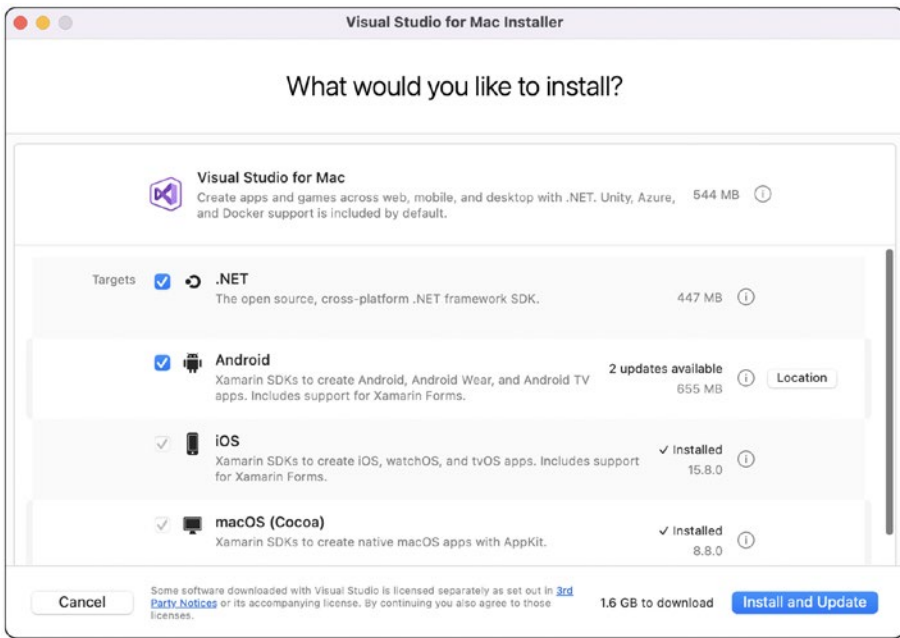 Visual Studio for Mac Installer
What would you like to install?
Visual Studio for Mac
Create apps and games across web, mobile, and desktop with .NET. Unity, Azure,
and Docker support is included by default.
544 MB
Targets
.NET
The open source, cross-platform .NET framework SDK.
447 MB
Android
Xamarin SDKs to create Android, Android Wear, and Android TV
apps. Includes support for Xamarin Forms.
2 updates available
655 MB
Location
iOS
Xamarin SDKs to create iOS, watchOS, and tvOS apps. Includes support
for Xamarin Forms.
✓ Installed
15.8.0
macOS (Cocoa)
Xamarin SDKs to create native macOS apps with AppKit.
✓ Installed
8.8.0
Cancel
Some software downloaded with Visual Studio is licensed separately as set out in 3rd
Party Notices or its accompanying license. By continuing you also agree to those
licenses.
1.6 GB to download
Install and Update